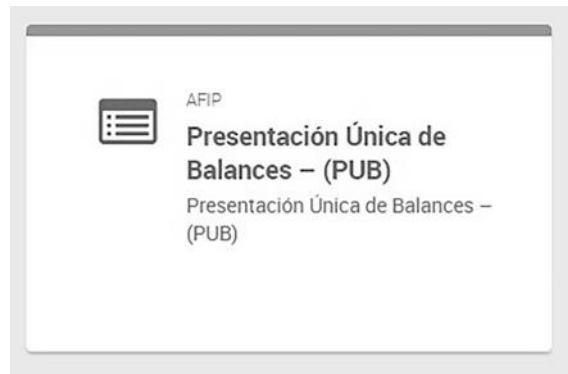 AFIP
Presentación Única de
Balances – (PUB)
Presentación Única de Balances –
(PUB)